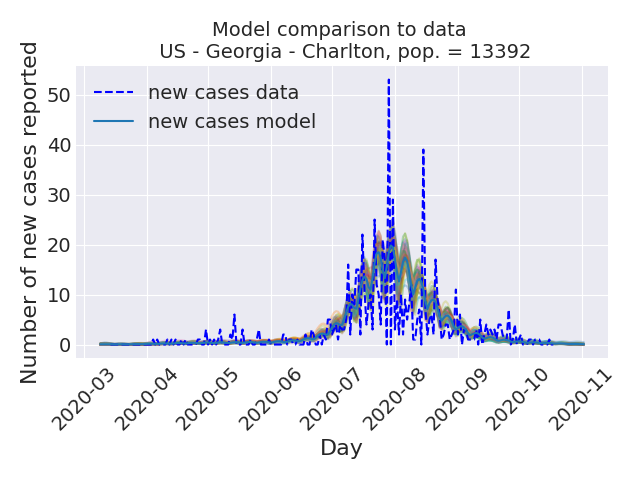 Model comparison to data
US - Georgia - Charlton, pop. = 13392
Number of new cases reported
50
40
30
20
10
0
new cases data
new cases model
2020-03
2020-04
2020-05
2020-06
2020-07
2020-08
2020-09
2020-10
2020-11
Day